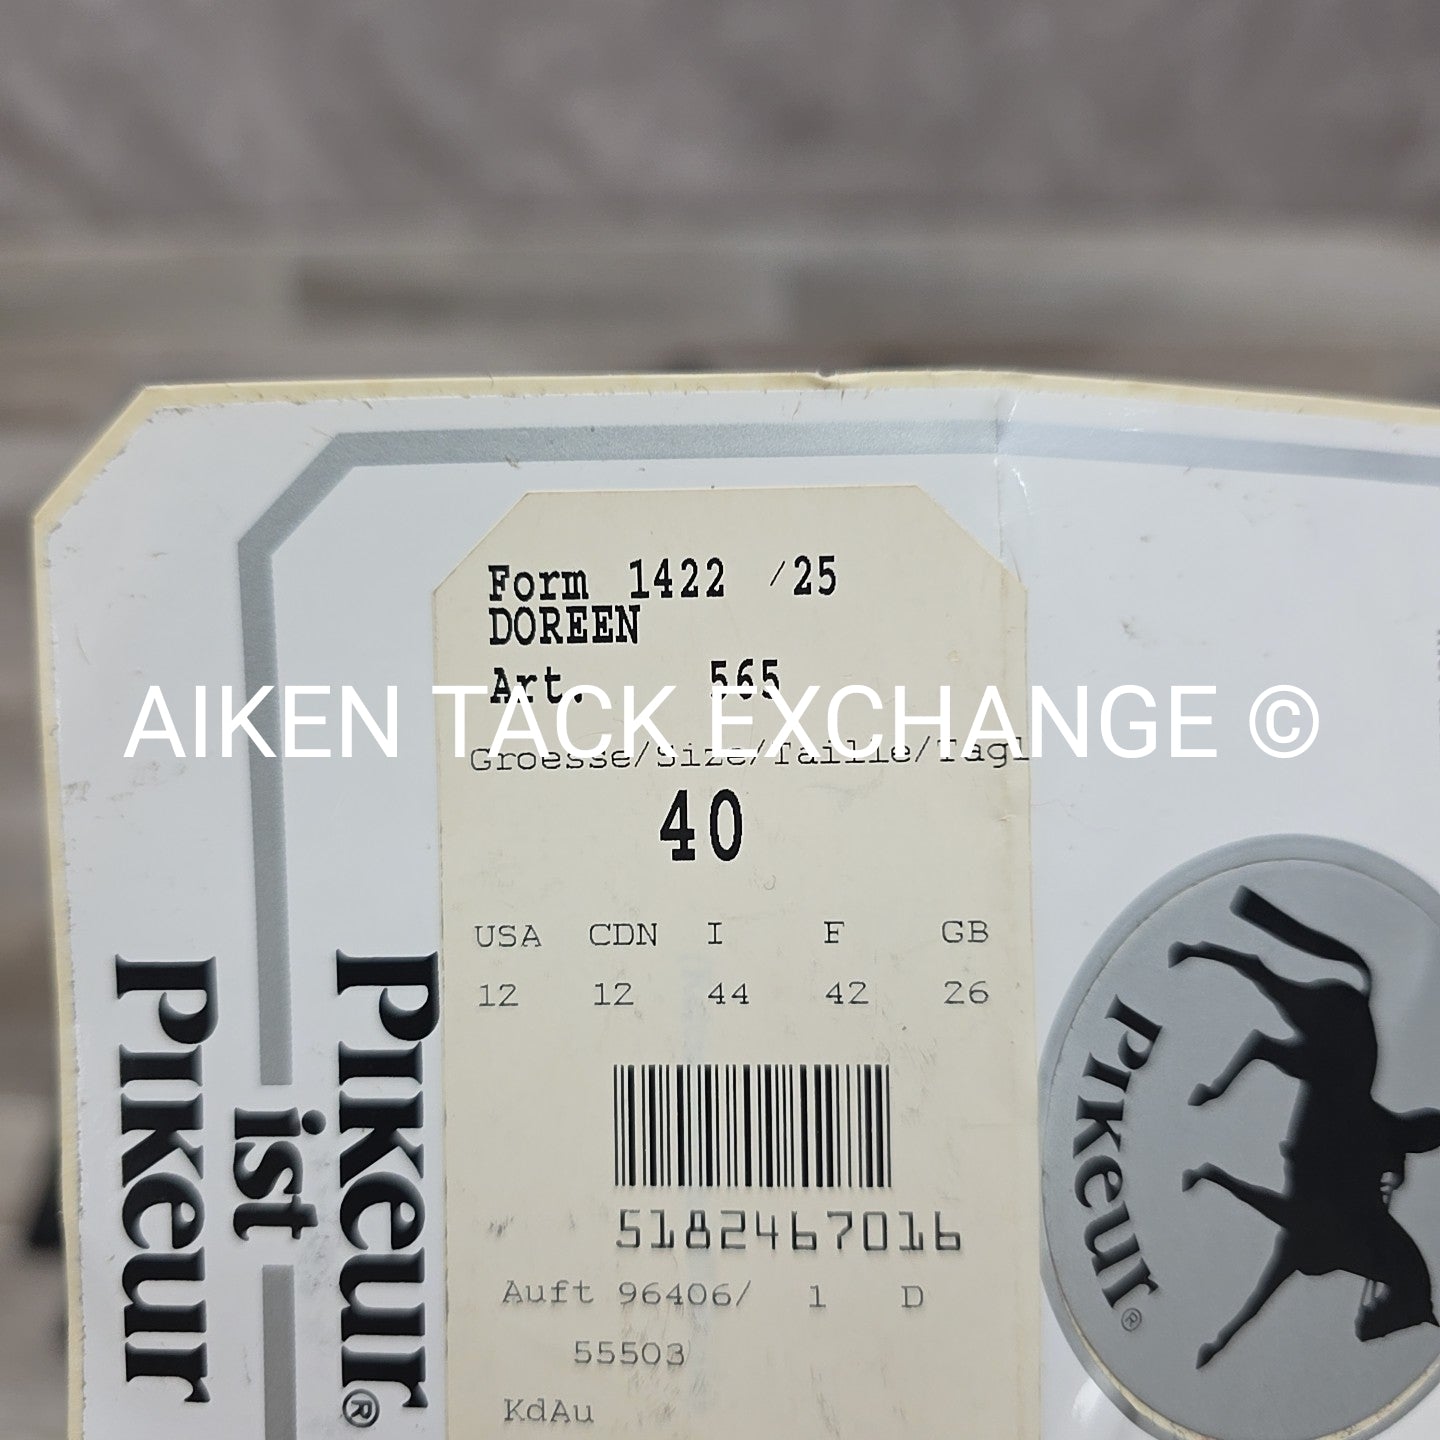 Form 1422 /25
DOREEN
Art. 565
AIKEN TACK EXCHANGE ©
Groesse/Size/Taille/Tagl
40
USA CDN I F GB
12 12 44 42 26
5182467016
Auft 96406/ 1 D
55503
KdAu
PIKEUR
ist
PIKEUR®
PIKEUR®